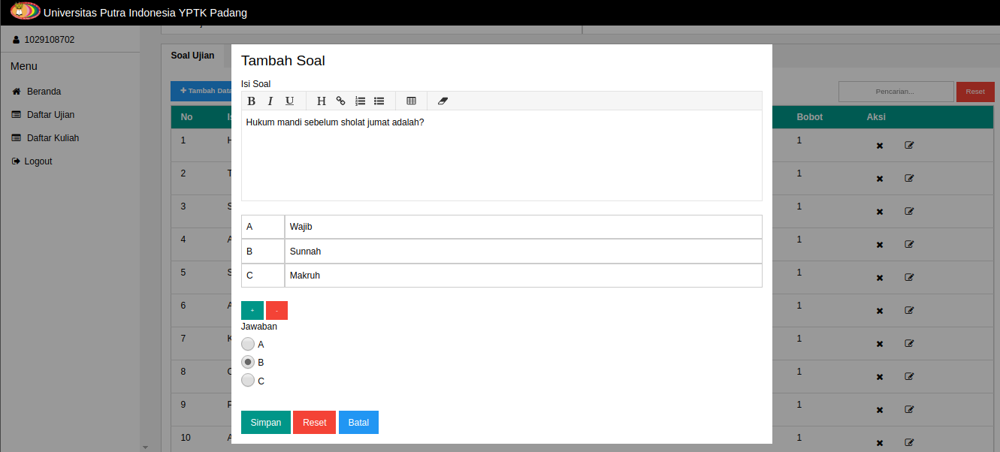 Universitas Putra Indonesia YPTK Padang
1029108702
Menu
Beranda
Daftar Ujian
Daftar Kuliah
Logout
Soal Ujian
Tambah Data
Pencarian...
Reset
No
Bobot
Aksi
1 H 1
2 T 1
3 S 1
4 A 1
5 S 1
6 A 1
7 K 1
8 1
9 1
10 A 1
Tambah Soal
Isi Soal
B I U H
Hukum mandi sebelum sholat jumat adalah?
A Wajib
B Sunnah
C Makruh
+ -
Jawaban
A
B
C
Simpan Reset Batal